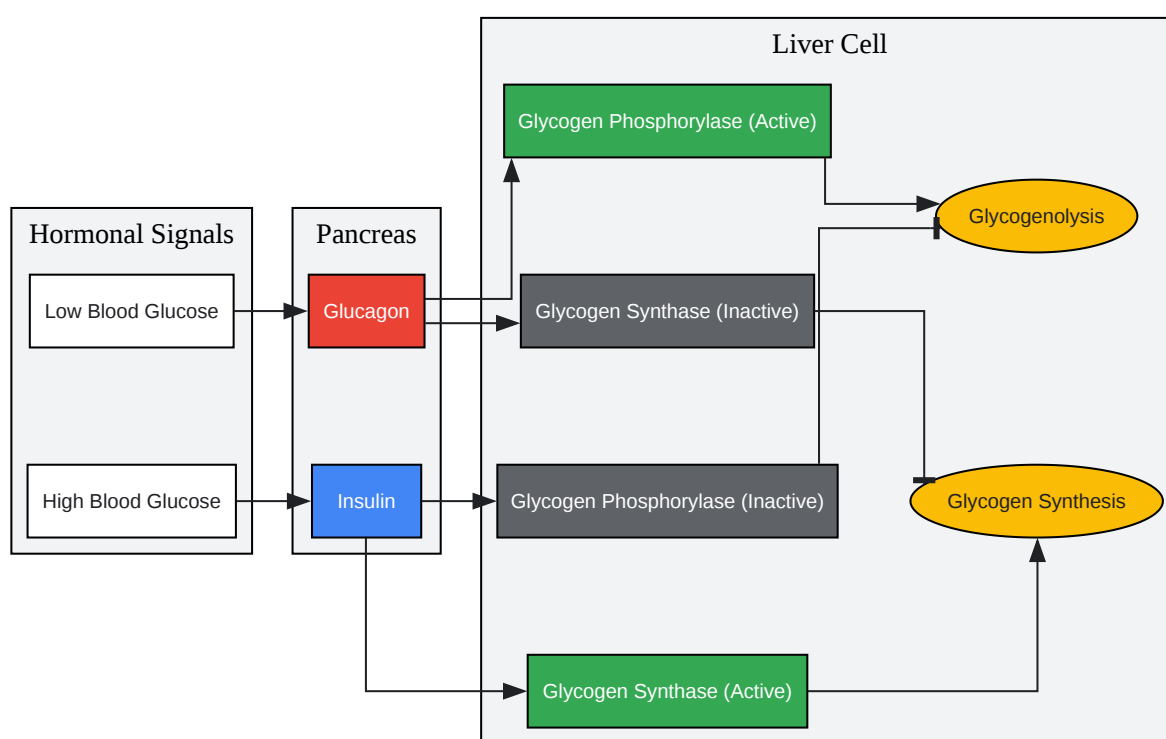 Liver Cell
Glycogen Phosphorylase (Active)
Hormonal Signals
Pancreas
Glycogenolysis
Low Blood Glucose
Glucagon
Glycogen Synthase (Inactive)
High Blood Glucose
Insulin
Glycogen Phosphorylase (Inactive)
Glycogen Synthesis
Glycogen Synthase (Active)